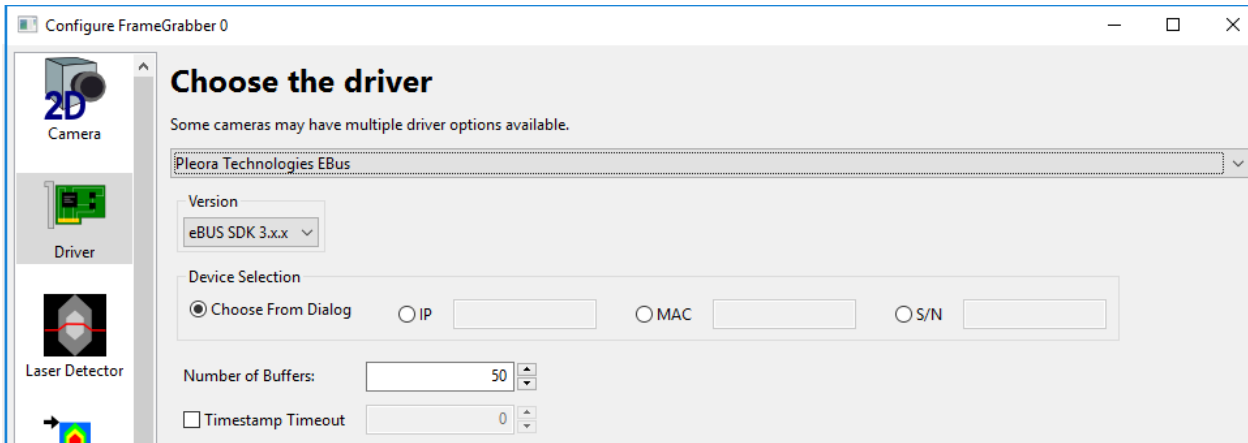 Configure FrameGrabber 0
2D
Camera
Driver
Laser Detector
Choose the driver
Some cameras may have multiple driver options available.
Pleora Technologies EBus
Version
eBUS SDK 3.x.x
Device Selection
Choose From Dialog IP MAC S/N
Number of Buffers: 50
Timestamp Timeout 0